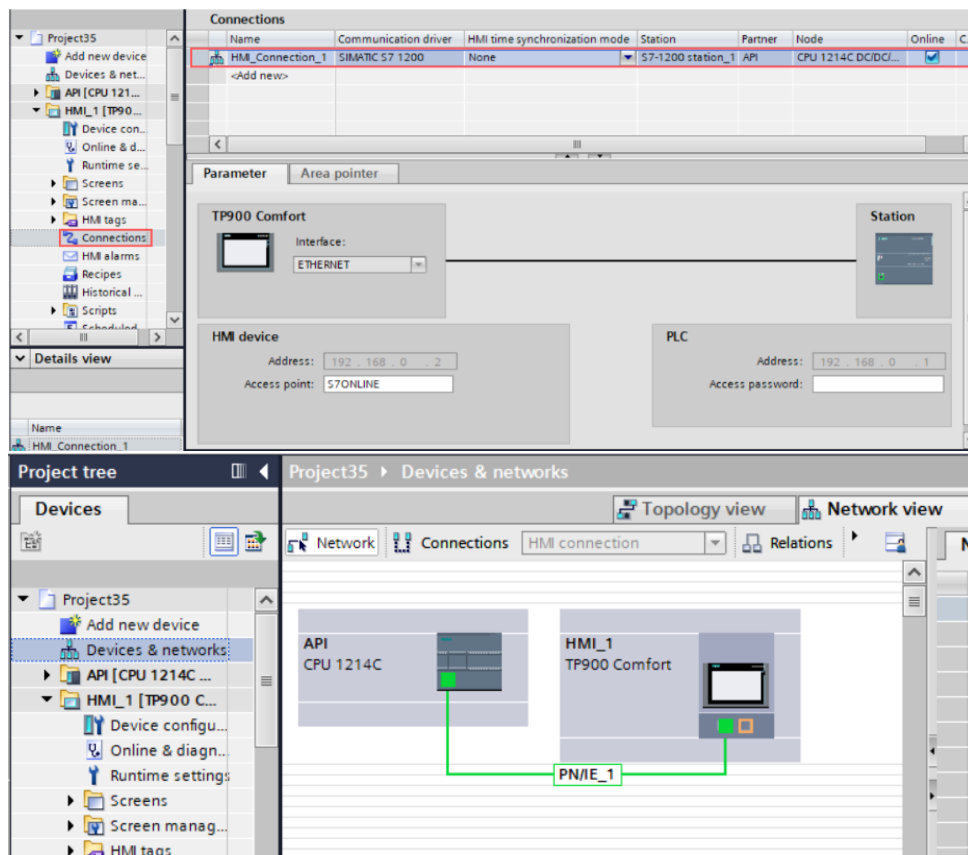 Connections
Name Communication driver HMI time synchronization mode Station Partner Node Online C
HMI_Connection_1 SIMATIC S7 1200 None S7-1200 station_1 API CPU 1214C DC/DC/...
<Add new>
Project35
Add new device
Devices & net...
API [CPU 121...
HMI_1 [TP90...
Device con...
Online & d...
Runtime se...
Screens
Screen ma...
HMI tags
Connections
HMI alarms
Recipes
Historical ...
Scripts
Scheduled
Details view
Name
HMI_Connection_1
Parameter Area pointer
TP900 Comfort Station
Interface:
ETHERNET
HMI device PLC
Address: 192 . 168 . 0 . 2 Address: 192 . 168 . 0 . 1
Access point: S7ONLINE Access password:
Project tree
Project35 Devices & networks
Devices
Topology view Network view
Network Connections HMI connection Relations
Project35
Add new device
Devices & networks
API [CPU 1214C ...
HMI_1 [TP900 C...
Device configu...
Online & diagn...
Runtime settings
Screens
Screen manag...
HMI tags
API
CPU 1214C
HMI_1
TP900 Comfort
PN/IE_1